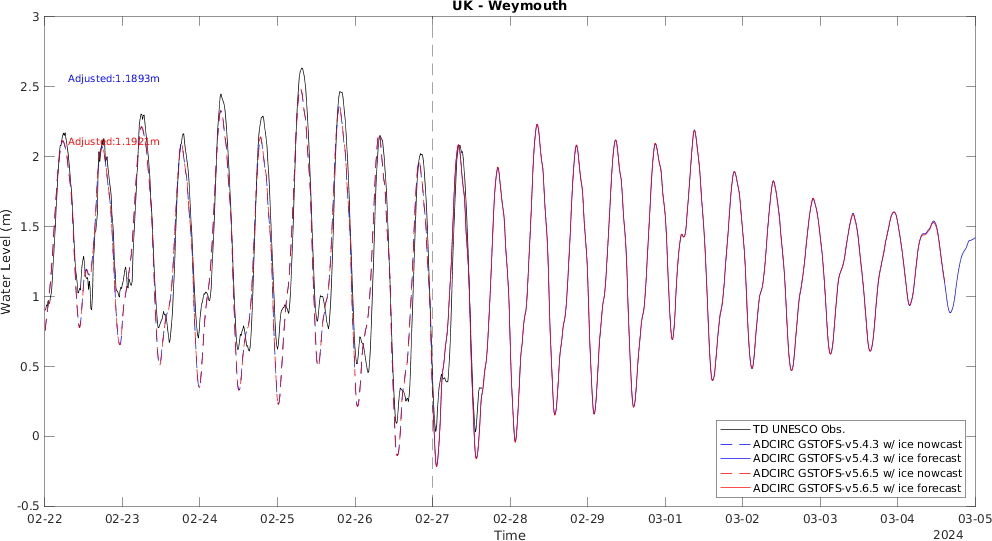 UK - Weymouth
3
2.5
2
1.5
1
0.5
0
-0.5
Water Level (m)
Adjusted:1.1893m
Adjusted:1.1921m
TD UNESCO Obs.
ADCIRC GSTOFS-v5.4.3 w/ ice nowcast
ADCIRC GSTOFS-v5.4.3 w/ ice forecast
ADCIRC GSTOFS-v5.6.5 w/ ice nowcast
ADCIRC GSTOFS-v5.6.5 w/ ice forecast
02-22 02-23 02-24 02-25 02-26 02-27 02-28 02-29 03-01 03-02 03-03 03-04 03-05
Time
2024